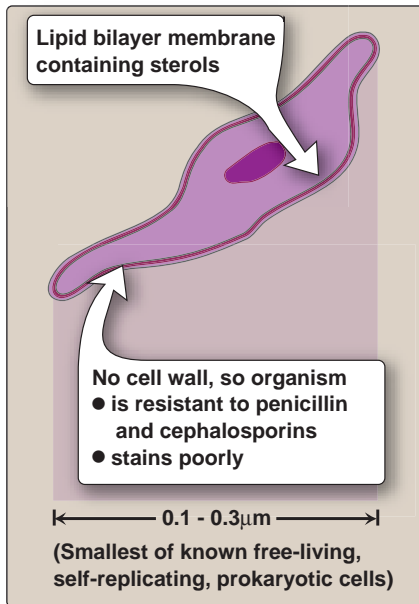 Lipid bilayer membrane
containing sterols
No cell wall, so organism
● is resistant to penicillin
and cephalosporins
● stains poorly
0.1 - 0.3μm
(Smallest of known free-living,
self-replicating, prokaryotic cells)